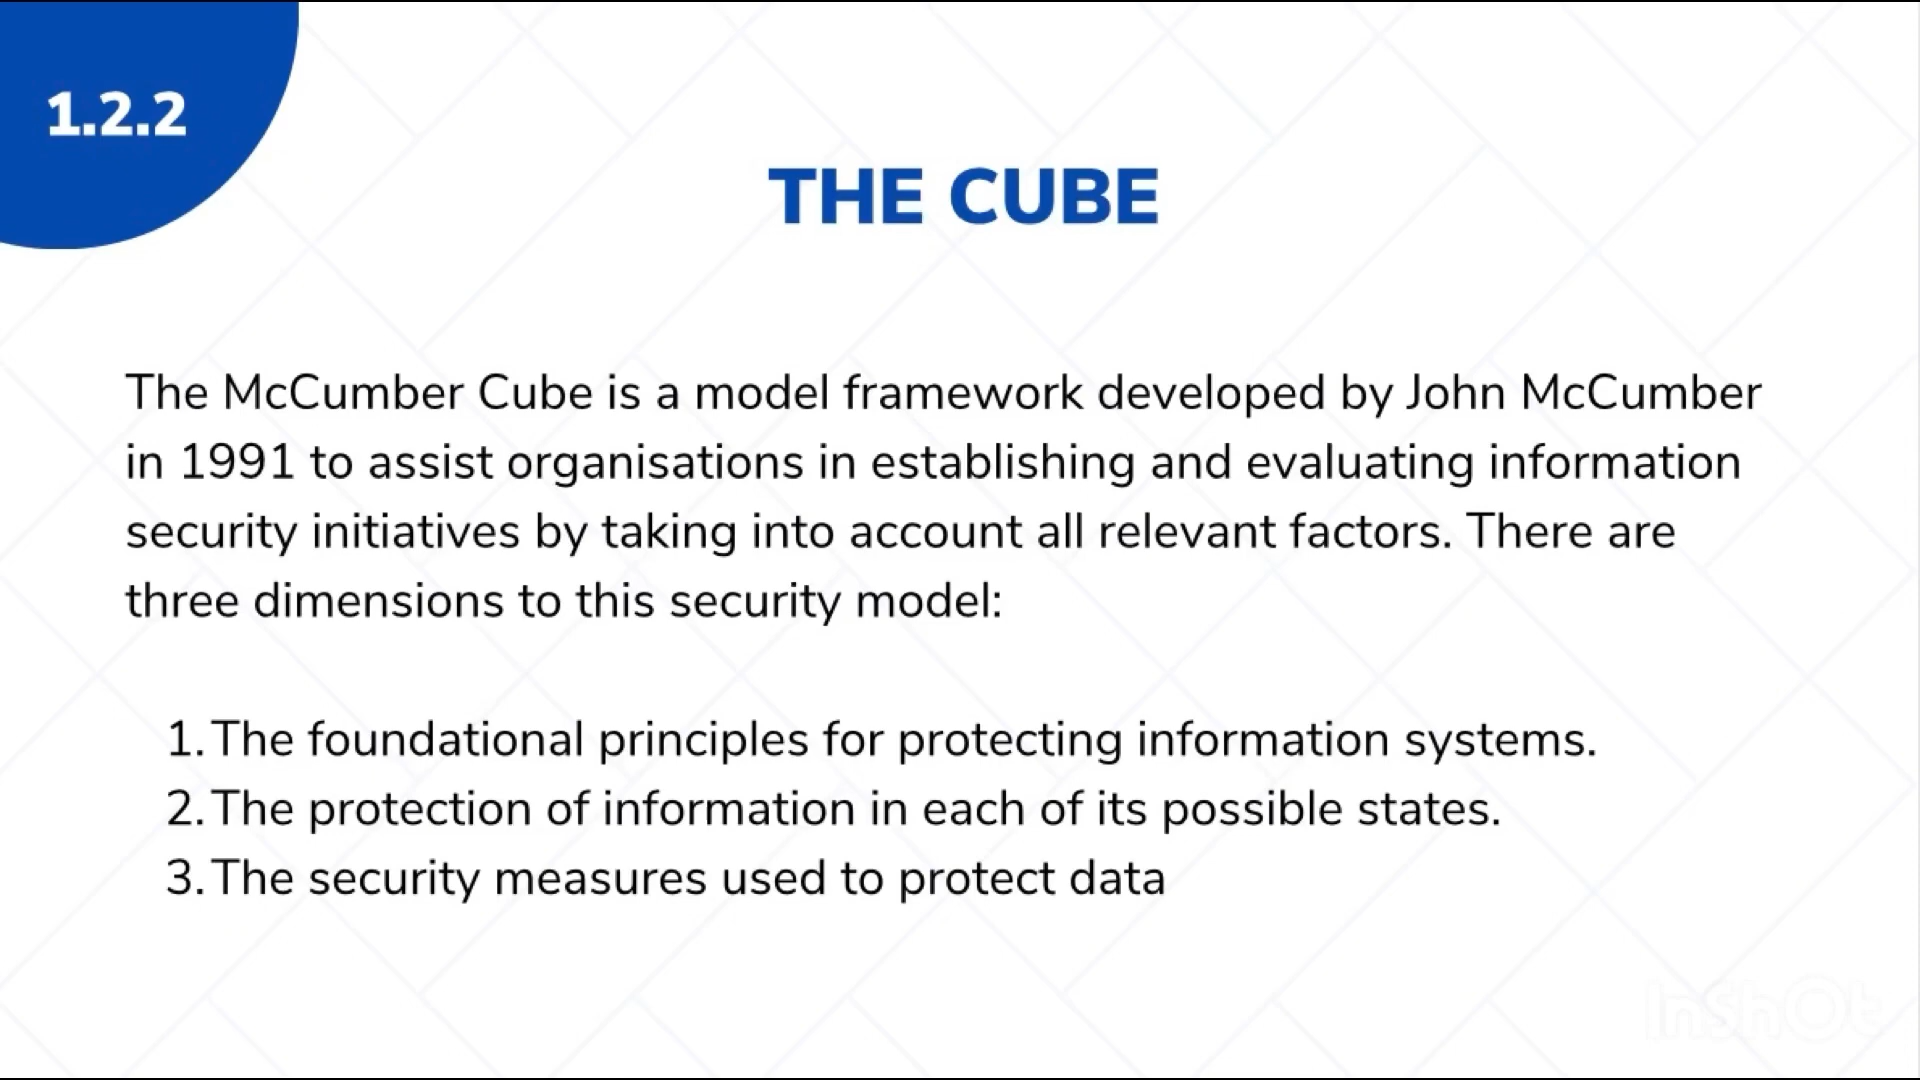 1.2.2
THE CUBE
The McCumber Cube is a model framework developed by John McCumber
in 1991 to assist organisations in establishing and evaluating information
security initiatives by taking into account all relevant factors. There are
three dimensions to this security model:
1. The foundational principles for protecting information systems.
2. The protection of information in each of its possible states.
3. The security measures used to protect data
InShOt